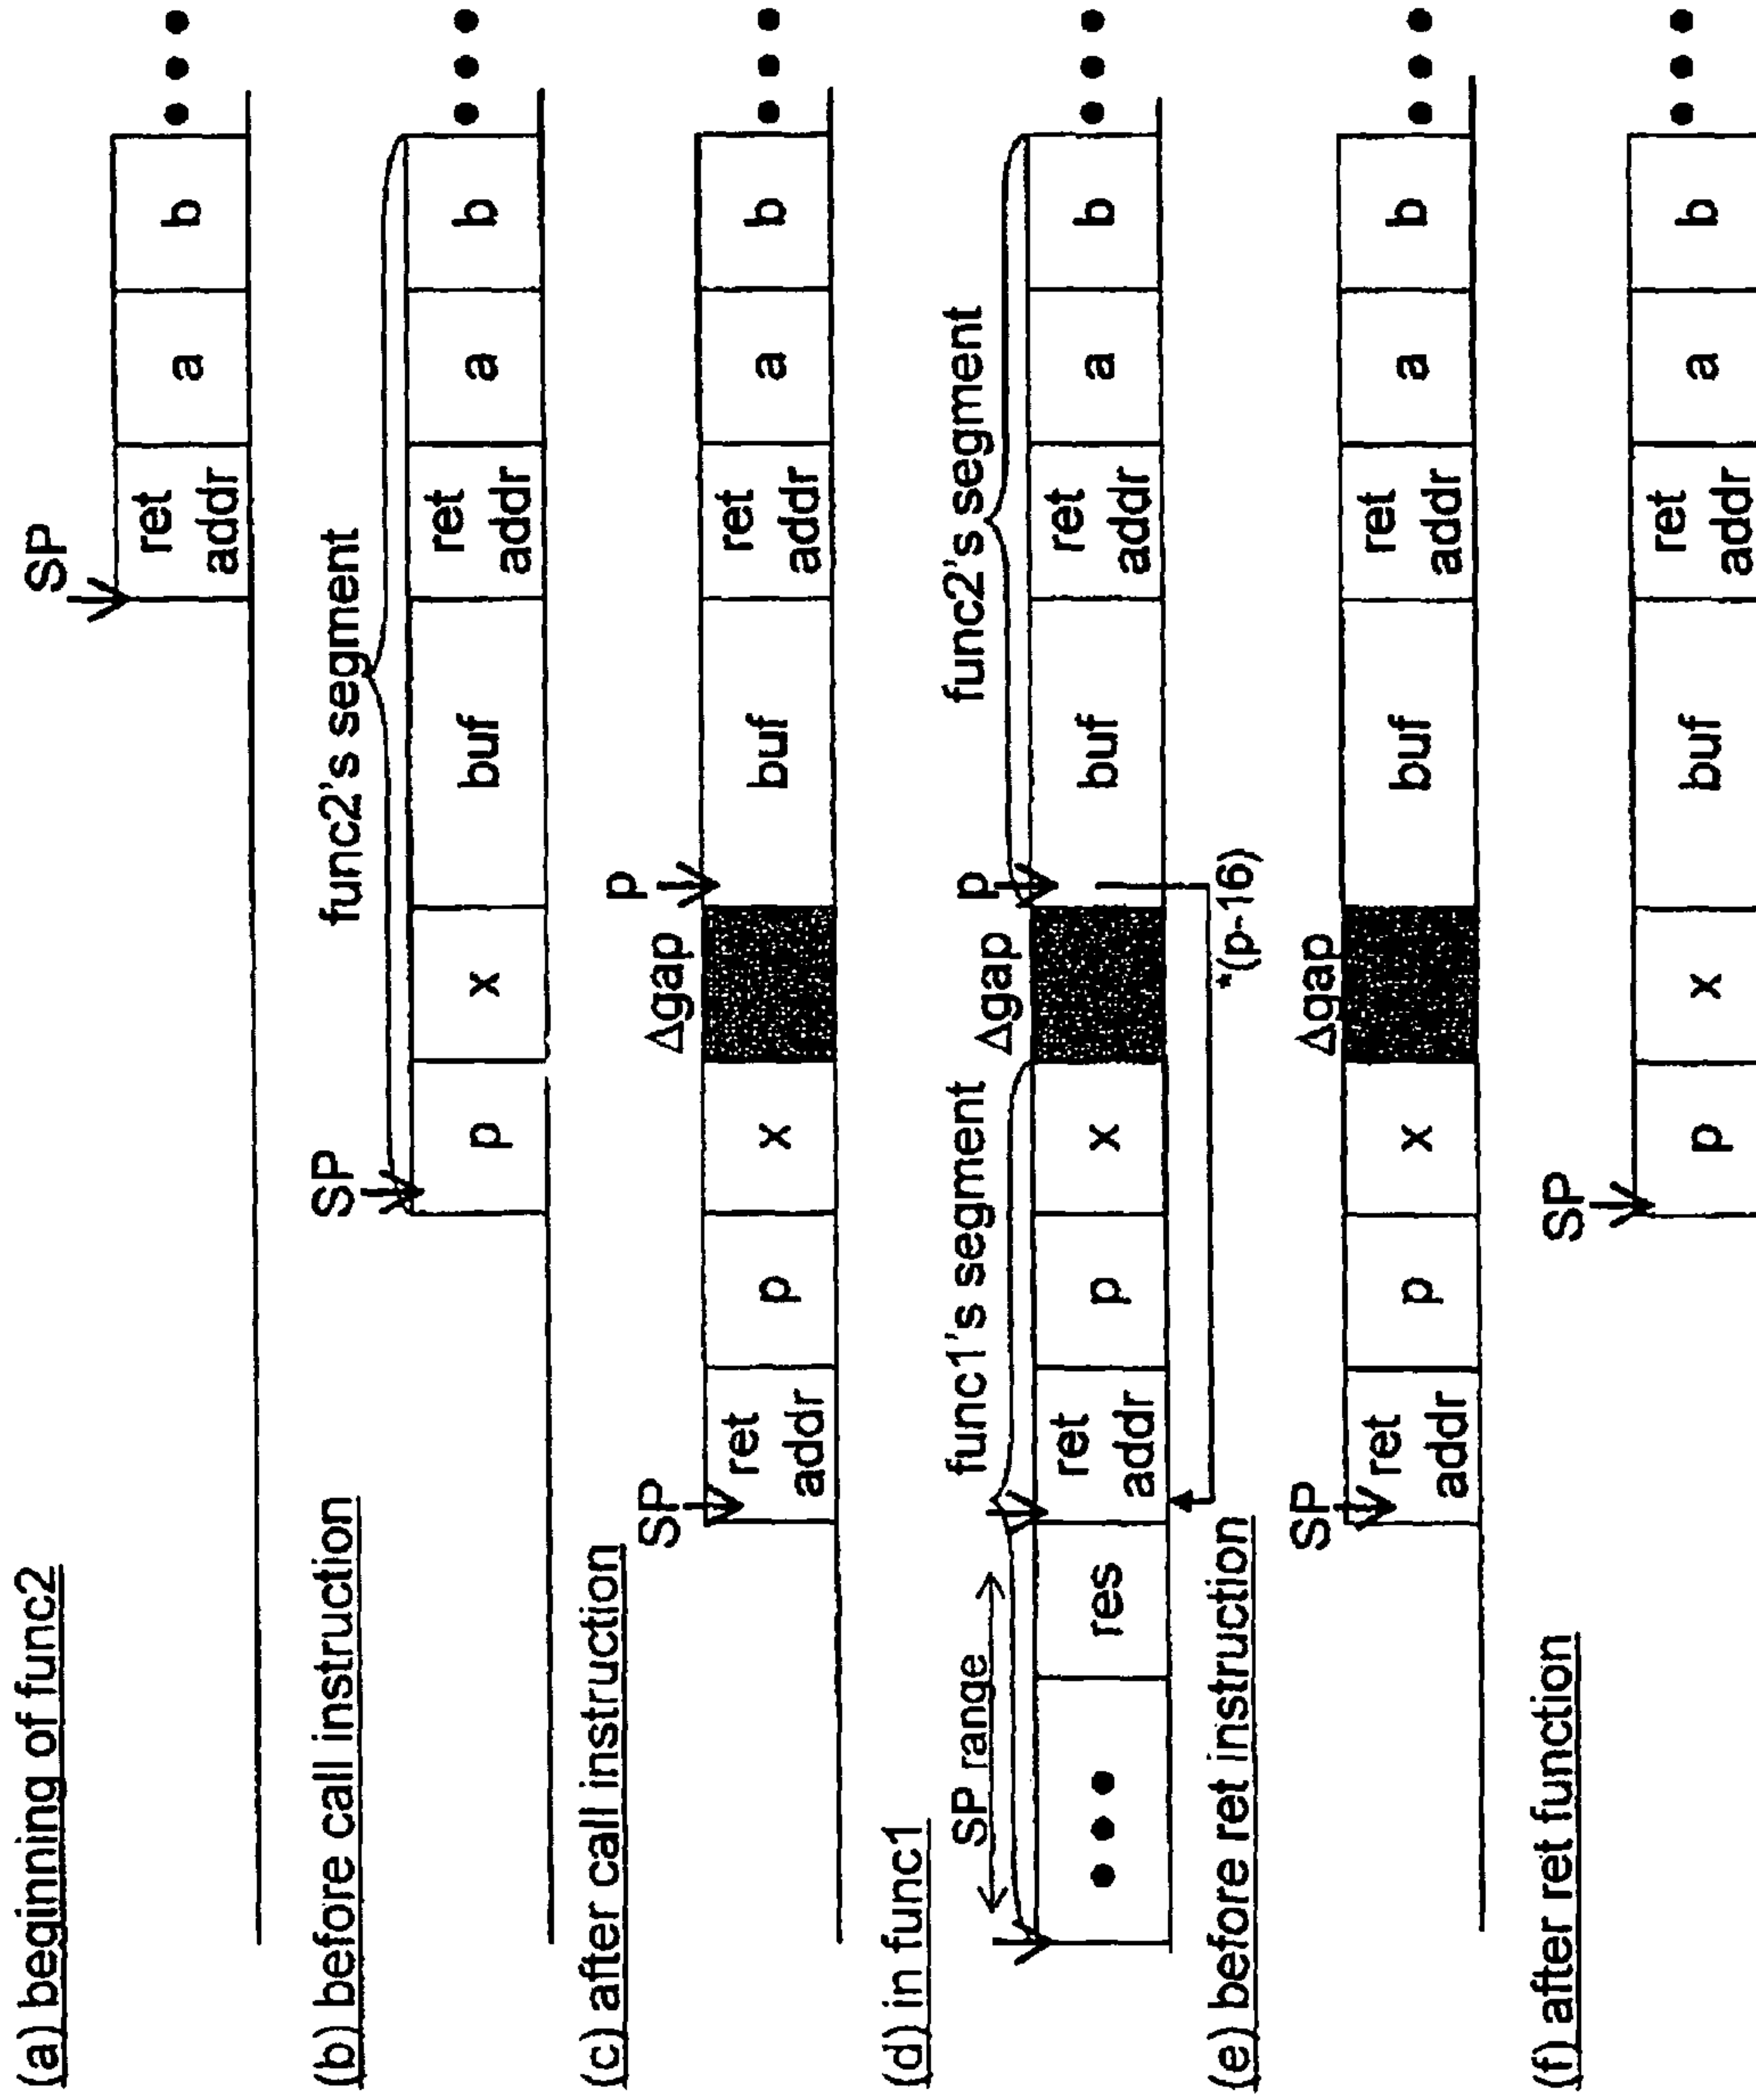 (a) beginning of func2
SP
ret
addr
a
b
(b) before call instruction
func2's segment
SP
p
x
buf
ret
addr
a
b
(c) after call instruction
SP
Δgap
p
ret
addr
p
x
buf
ret
addr
a
b
(d) in func1
SP range
func1's segment
Δgap
p
func2's segment
res
ret
addr
p
x
buf
ret
addr
a
b
*(p-16)
(e) before ret instruction
SP
Δgap
ret
addr
p
x
buf
ret
addr
a
b
(f) after ret function
SP
p
x
buf
ret
addr
a
b